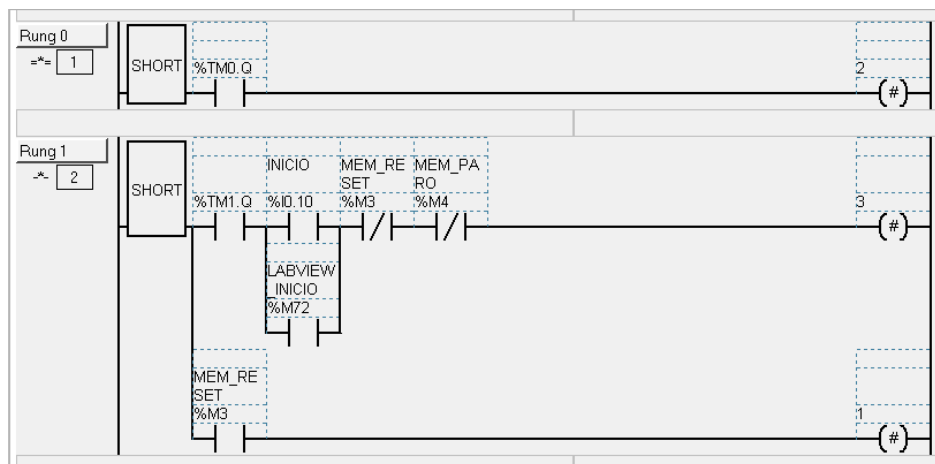 Rung 0
=*= 1
SHORT
%TM0.Q
2
(#)
Rung 1
-*- 2
SHORT
INICIO
MEM_RE
SET
MEM_PA
RO
%TM1.Q
%I0.10
%M3
%M4
3
(#)
LABVIEW
_INICIO
%M72
MEM_RE
SET
%M3
1
(#)